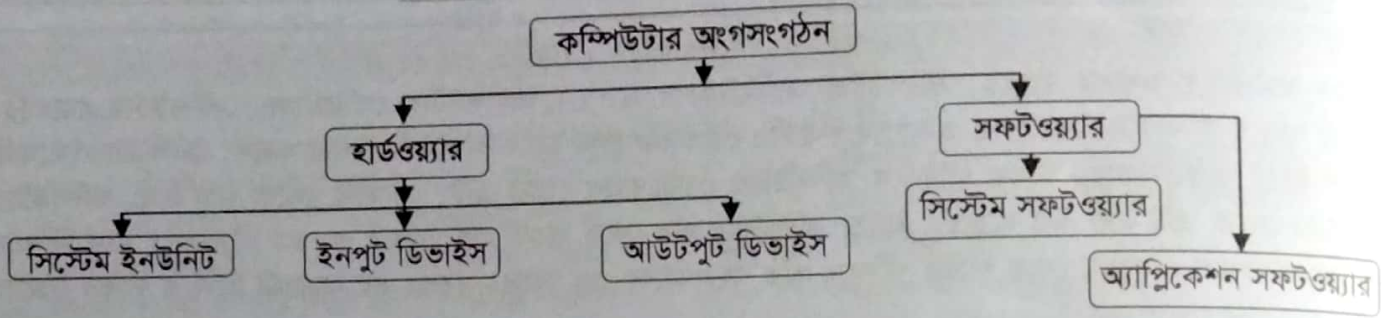 কম্পিউটার অংগসংগঠন
হার্ডওয়্যার
সফটওয়্যার
সিস্টেম ইনউনিট
ইনপুট ডিভাইস
আউটপুট ডিভাইস
সিস্টেম সফটওয়্যার
অ্যাপ্লিকেশন সফটওয়্যার